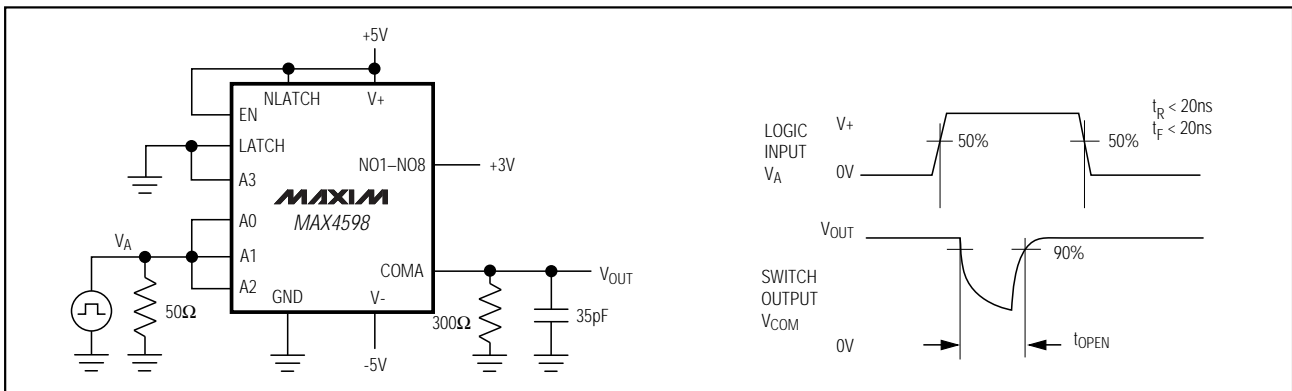 +5V
NLATCH
V+
EN
LATCH
A3
NO1–NO8
+3V
MAXIM
MAX4598
A0
VA
A1
COMA
VOUT
A2
GND
V-
50Ω
300Ω
35pF
-5V
LOGIC
INPUT
VA
V+
50%
50%
tR < 20ns
tF < 20ns
0V
VOUT
90%
SWITCH
OUTPUT
VCOM
0V
tOPEN